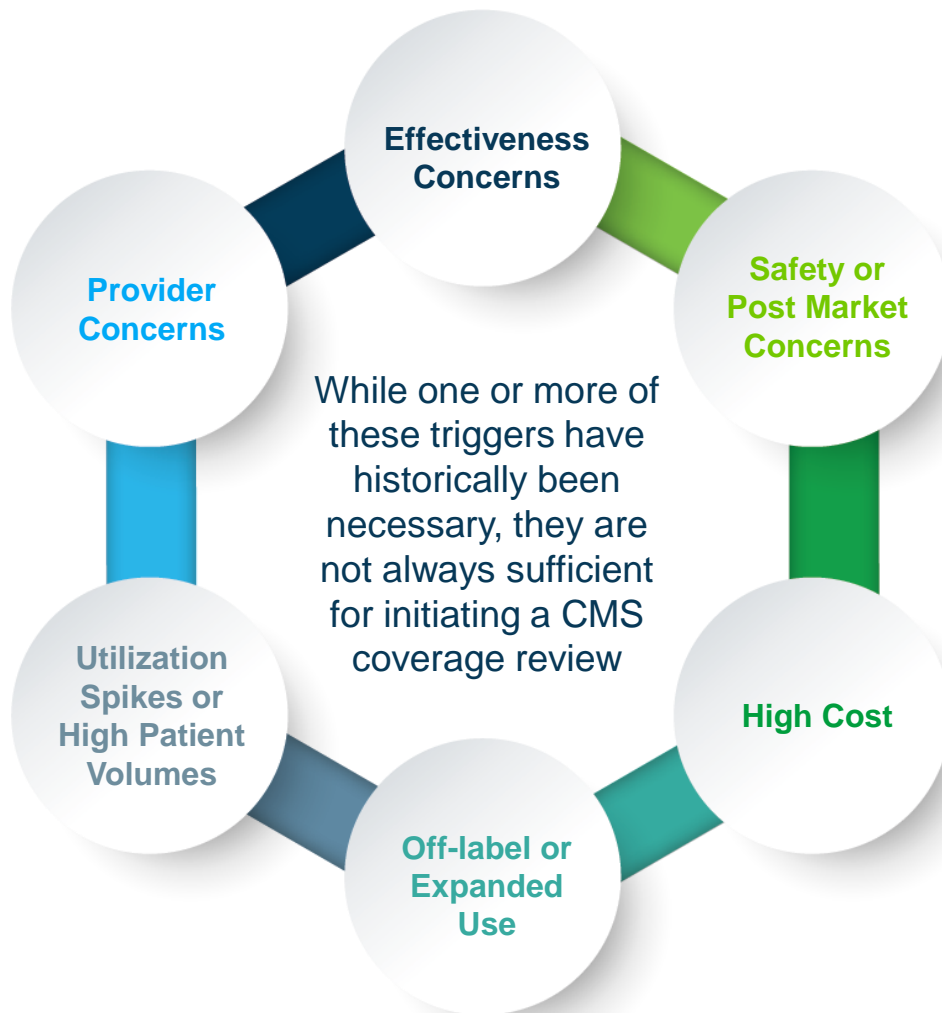 Effectiveness
Concerns
Safety or
Post Market
Concerns
High Cost
Off-label or
Expanded
Use
Utilization
Spikes or
High Patient
Volumes
Provider
Concerns
While one or more of
these triggers have
historically been
necessary, they are
not always sufficient
for initiating a CMS
coverage review